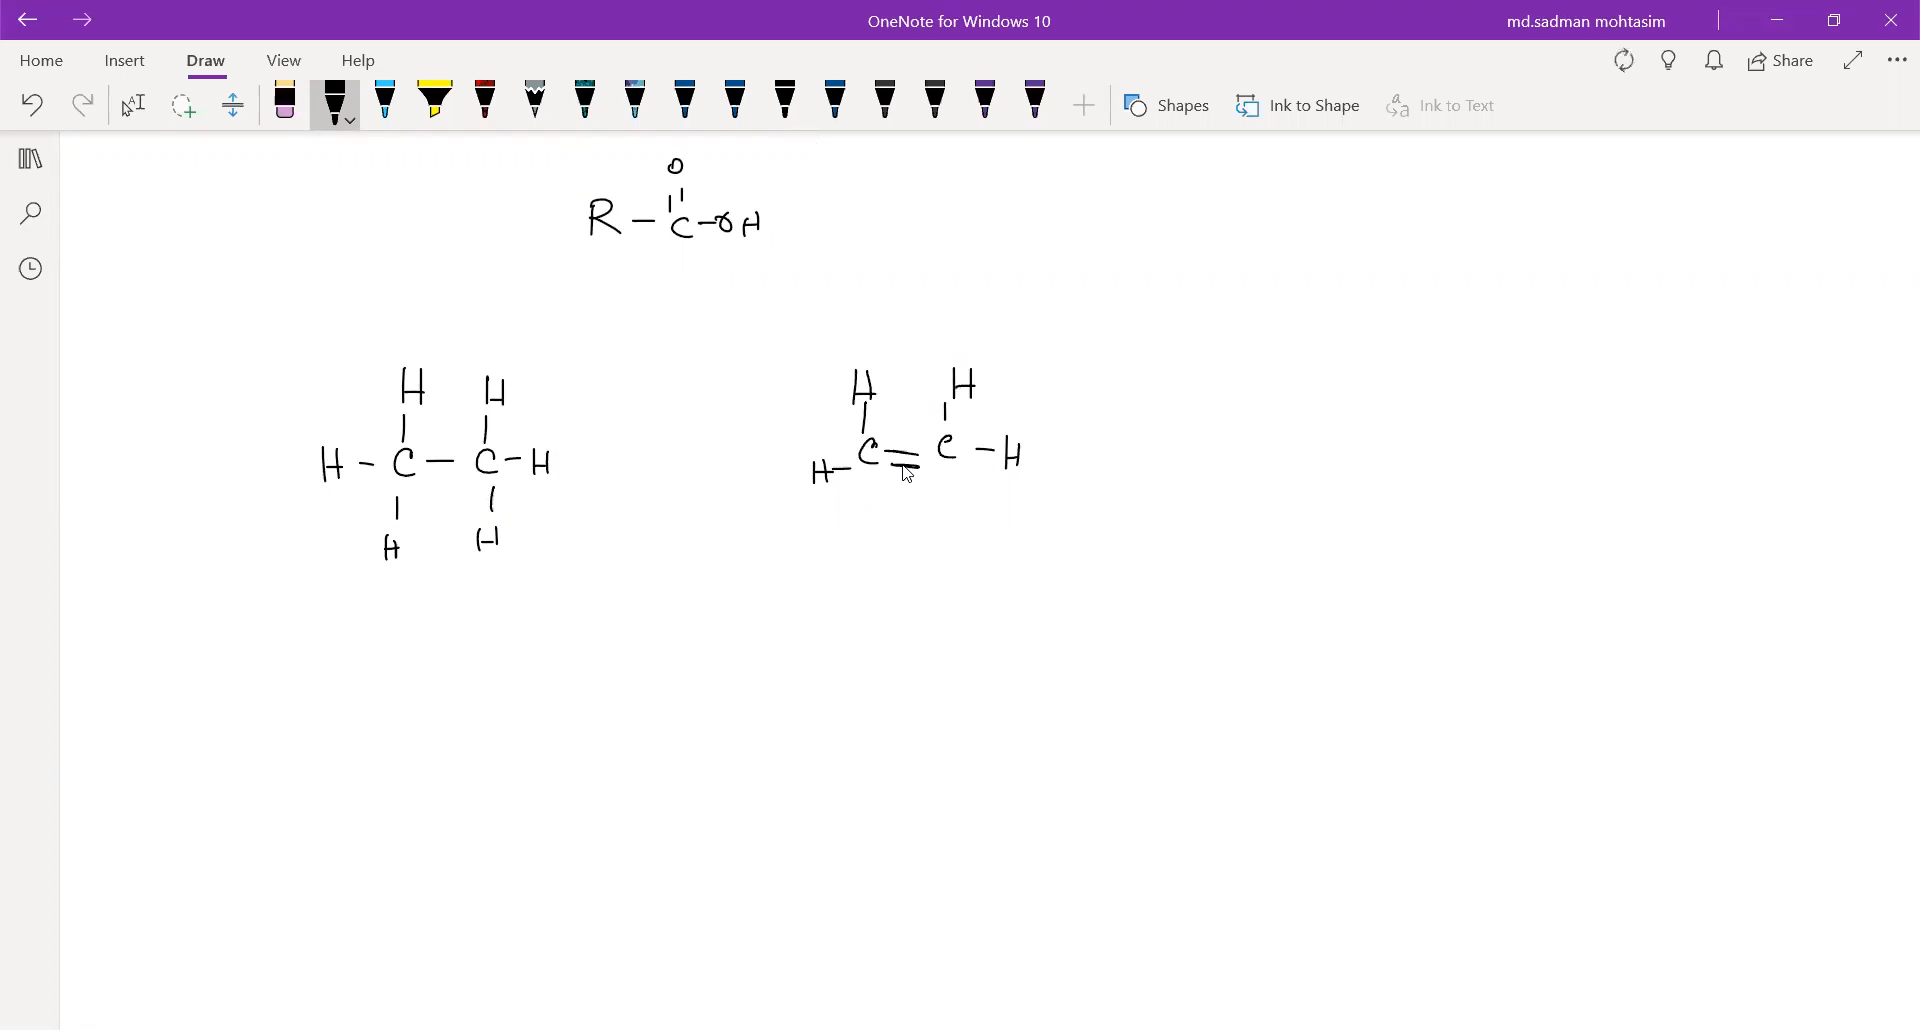 OneNote for Windows 10
md.sadman mohtasim
Home Insert Draw View Help
Share
Shapes Ink to Shape Ink to Text
O
R - C - OH
H H
H - C - C - H
H H
H H
H - C = C - H